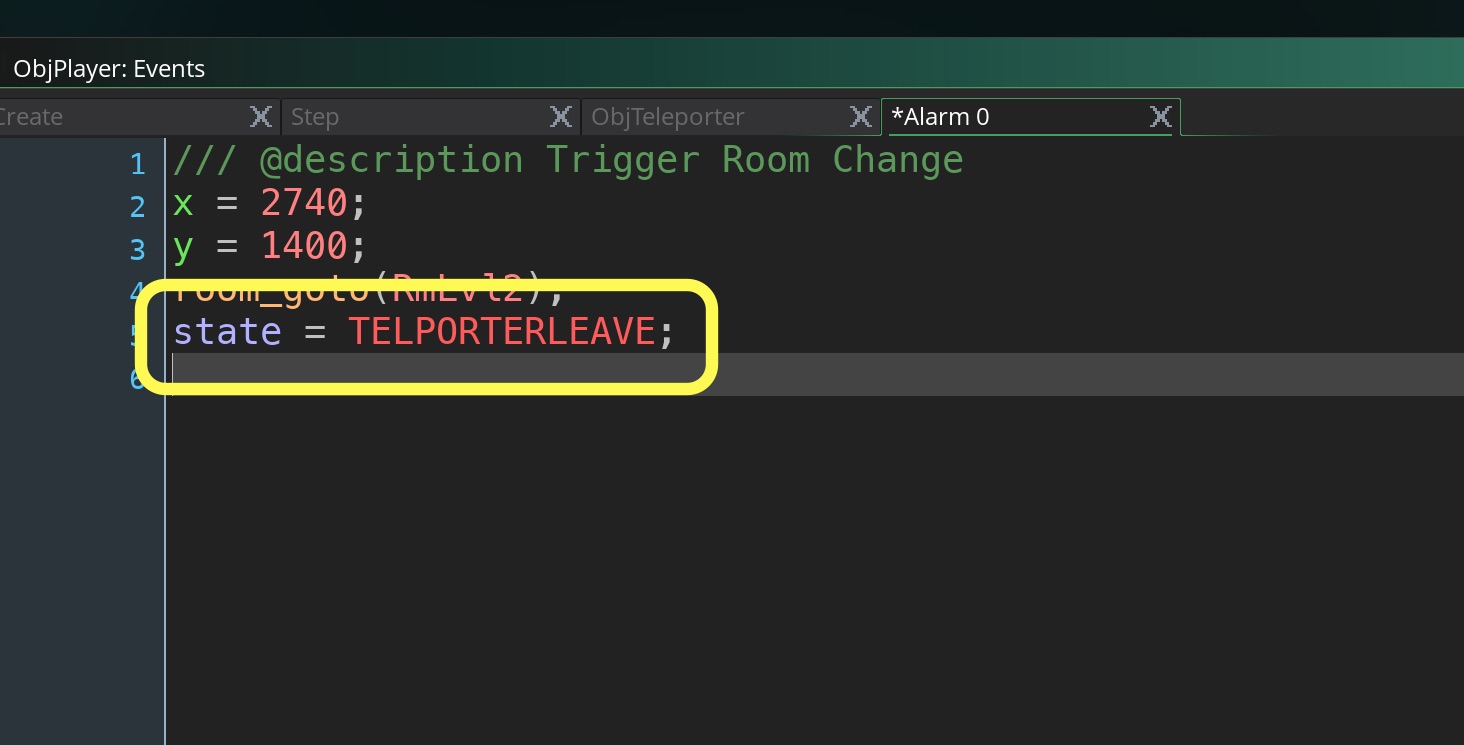 ObjPlayer: Events
Create
Step
ObjTeleporter
*Alarm 0
1 /// @description Trigger Room Change
2 x = 2740;
3 y = 1400;
4 room_goto(RmLvl2);
5 state = TELPORTERLEAVE;
6